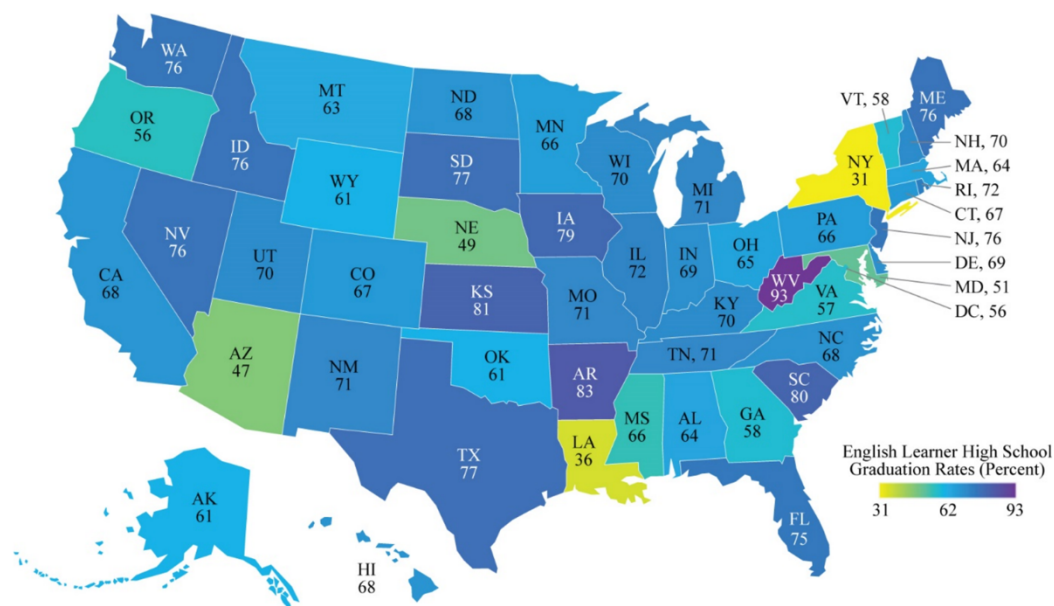 WA
76
MT
63
ND
68
MN
66
VT, 58
ME
76
OR
56
ID
76
WY
61
SD
77
WI
70
MI
71
NY
31
NH, 70
MA, 64
RI, 72
CT, 67
NJ, 76
DE, 69
MD, 51
DC, 56
NV
76
UT
70
CO
67
NE
49
IA
79
IL
72
IN
69
OH
65
PA
66
WV
93
VA
57
CA
68
KS
81
MO
71
KY
70
NC
68
TN, 71
SC
80
AZ
47
NM
71
OK
61
AR
83
MS
66
AL
64
GA
58
LA
36
TX
77
FL
75
AK
61
HI
68
English Learner High School
Graduation Rates (Percent)
31 62 93